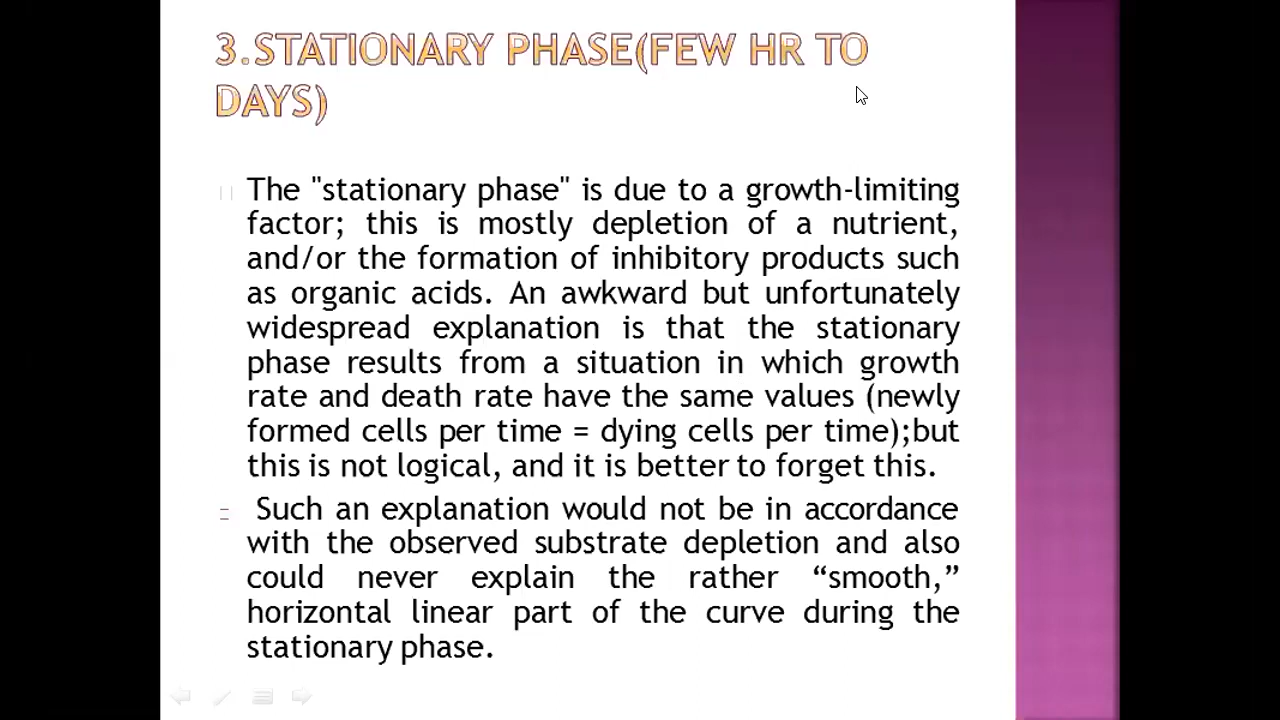 3.STATIONARY PHASE(FEW HR TO
DAYS)
The "stationary phase" is due to a growth-limiting
factor; this is mostly depletion of a nutrient,
and/or the formation of inhibitory products such
as organic acids. An awkward but unfortunately
widespread explanation is that the stationary
phase results from a situation in which growth
rate and death rate have the same values (newly
formed cells per time = dying cells per time);but
this is not logical, and it is better to forget this.
Such an explanation would not be in accordance
with the observed substrate depletion and also
could never explain the rather “smooth,”
horizontal linear part of the curve during the
stationary phase.